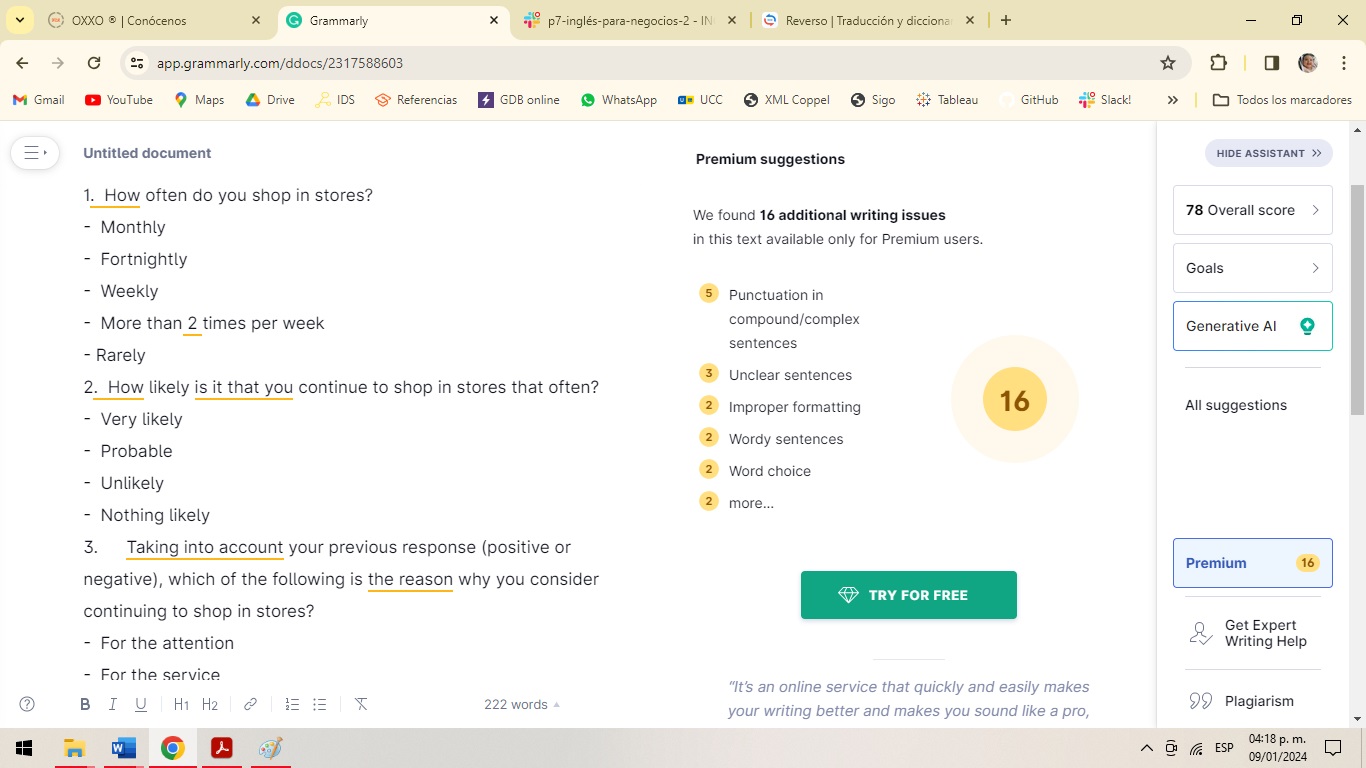 OXXO ® | Conócenos
Grammarly
p7-inglés-para-negocios-2 - IN
Reverso | Traducción y dicciona
app.grammarly.com/ddocs/2317588603
Gmail
YouTube
Maps
Drive
IDS
Referencias
GDB online
WhatsApp
UCC
XML Coppel
Sigo
Tableau
GitHub
Slack!
Todos los marcadores
Untitled document
1. How often do you shop in stores?
- Monthly
- Fortnightly
- Weekly
- More than 2 times per week
- Rarely
2. How likely is it that you continue to shop in stores that often?
- Very likely
- Probable
- Unlikely
- Nothing likely
3. Taking into account your previous response (positive or
negative), which of the following is the reason why you consider
continuing to shop in stores?
- For the attention
- For the service
B I U H1 H2
222 words
Premium suggestions
We found 16 additional writing issues
in this text available only for Premium users.
5 Punctuation in
compound/complex
sentences
3 Unclear sentences
2 Improper formatting
2 Wordy sentences
2 Word choice
2 more...
16
TRY FOR FREE
“It’s an online service that quickly and easily makes
your writing better and makes you sound like a pro,
HIDE ASSISTANT
78 Overall score
Goals
Generative AI
All suggestions
Premium 16
Get Expert
Writing Help
Plagiarism
ESP
04:18 p. m.
09/01/2024